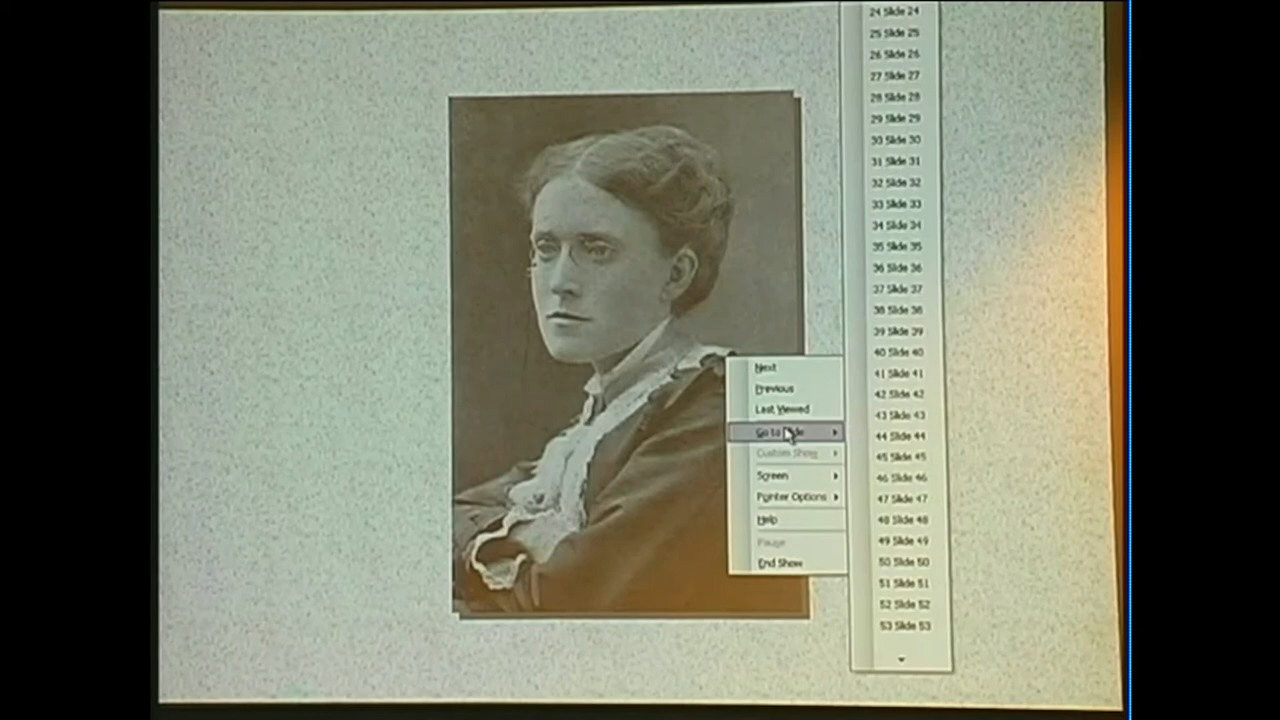 24 Slide 24
25 Slide 25
26 Slide 26
27 Slide 27
28 Slide 28
29 Slide 29
30 Slide 30
31 Slide 31
32 Slide 32
33 Slide 33
34 Slide 34
35 Slide 35
36 Slide 36
37 Slide 37
38 Slide 38
39 Slide 39
40 Slide 40
41 Slide 41
42 Slide 42
43 Slide 43
44 Slide 44
45 Slide 45
46 Slide 46
47 Slide 47
48 Slide 48
49 Slide 49
50 Slide 50
51 Slide 51
52 Slide 52
53 Slide 53
Next
Previous
Last Viewed
Go to Slide
Custom Show
Screen
Pointer Options
Help
Pause
End Show